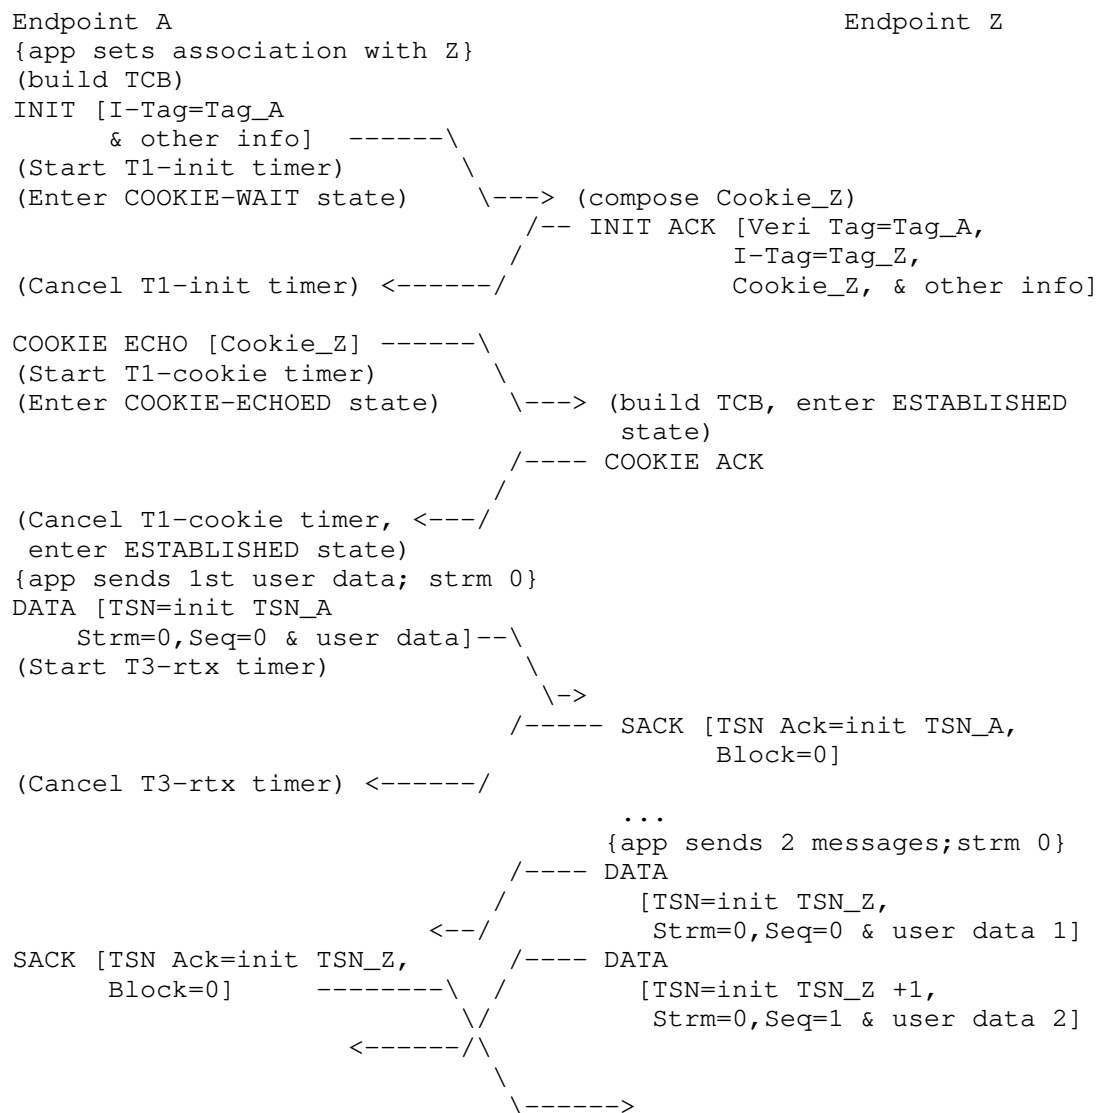 Endpoint A                                          Endpoint Z
{app sets association with Z}
(build TCB)
INIT [I-Tag=Tag_A
      & other info]  ------\
(Start T1-init timer)       \
(Enter COOKIE-WAIT state)    \---> (compose Cookie_Z)
                                /-- INIT ACK [Veri Tag=Tag_A,
                               /             I-Tag=Tag_Z,
(Cancel T1-init timer) <------/              Cookie_Z, & other info]

COOKIE ECHO [Cookie_Z] ------\
(Start T1-cookie timer)       \
(Enter COOKIE-ECHOED state)    \---> (build TCB, enter ESTABLISHED
                                      state)
                               /---- COOKIE ACK
                              /
(Cancel T1-cookie timer, <---/
 enter ESTABLISHED state)
{app sends 1st user data; strm 0}
DATA [TSN=init TSN_A
    Strm=0,Seq=0 & user data]--\
(Start T3-rtx timer)            \
                                 \->
                               /----- SACK [TSN Ack=init TSN_A,
                                            Block=0]
(Cancel T3-rtx timer) <------/
                                      ...
                                     {app sends 2 messages;strm 0}
                               /---- DATA
                              /        [TSN=init TSN_Z,
                          <--/          Strm=0,Seq=0 & user data 1]
SACK [TSN Ack=init TSN_Z,      /---- DATA
      Block=0]     --------\  /        [TSN=init TSN_Z +1,
                            \/          Strm=0,Seq=1 & user data 2]
                     <------/\
                              \
                               \------>